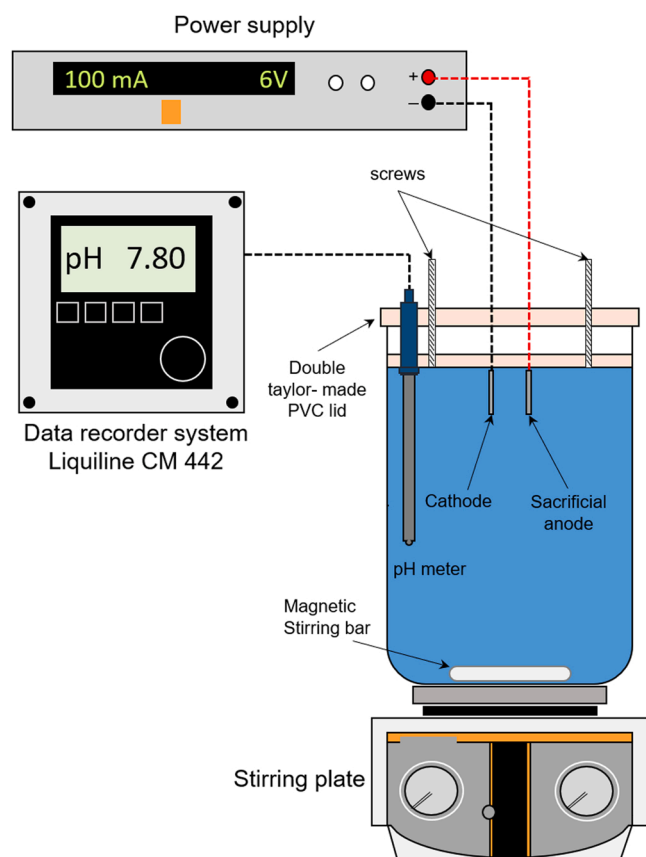 Power supply
100 mA 6V
+
–
screws
pH 7.80
Double
taylor- made
PVC lid
Data recorder system
Liquiline CM 442
Cathode
Sacrificial
anode
pH meter
Magnetic
Stirring bar
Stirring plate